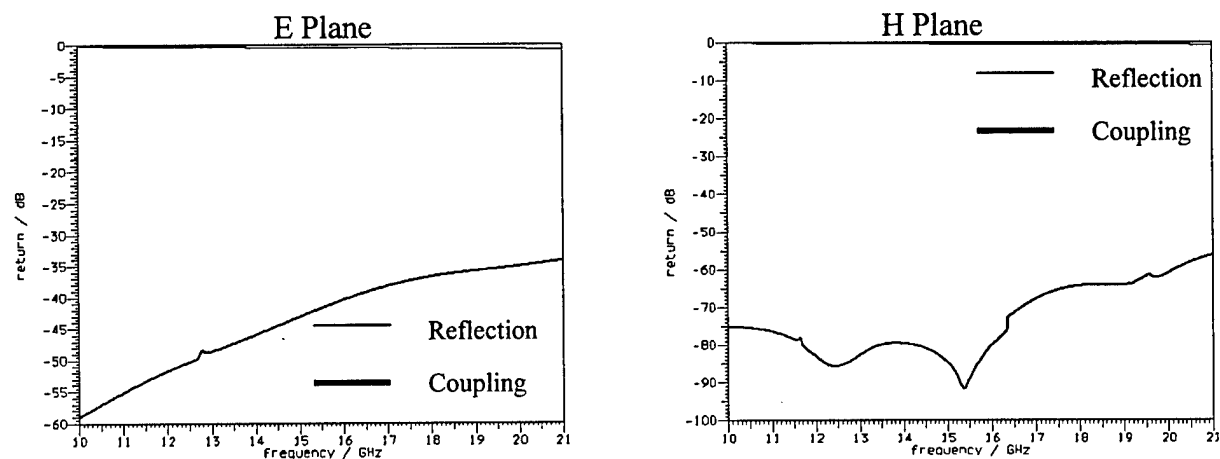 E Plane
0
-5
-10
-15
-20
-25
-30
-35
-40
-45
-50
-55
-60
return / dB
10 11 12 13 14 15 16 17 18 19 20 21
frequency / GHz
Reflection
Coupling
H Plane
0
-10
-20
-30
-40
-50
-60
-70
-80
-90
-100
return / dB
10 11 12 13 14 15 16 17 18 19 20 21
frequency / GHz
Reflection
Coupling